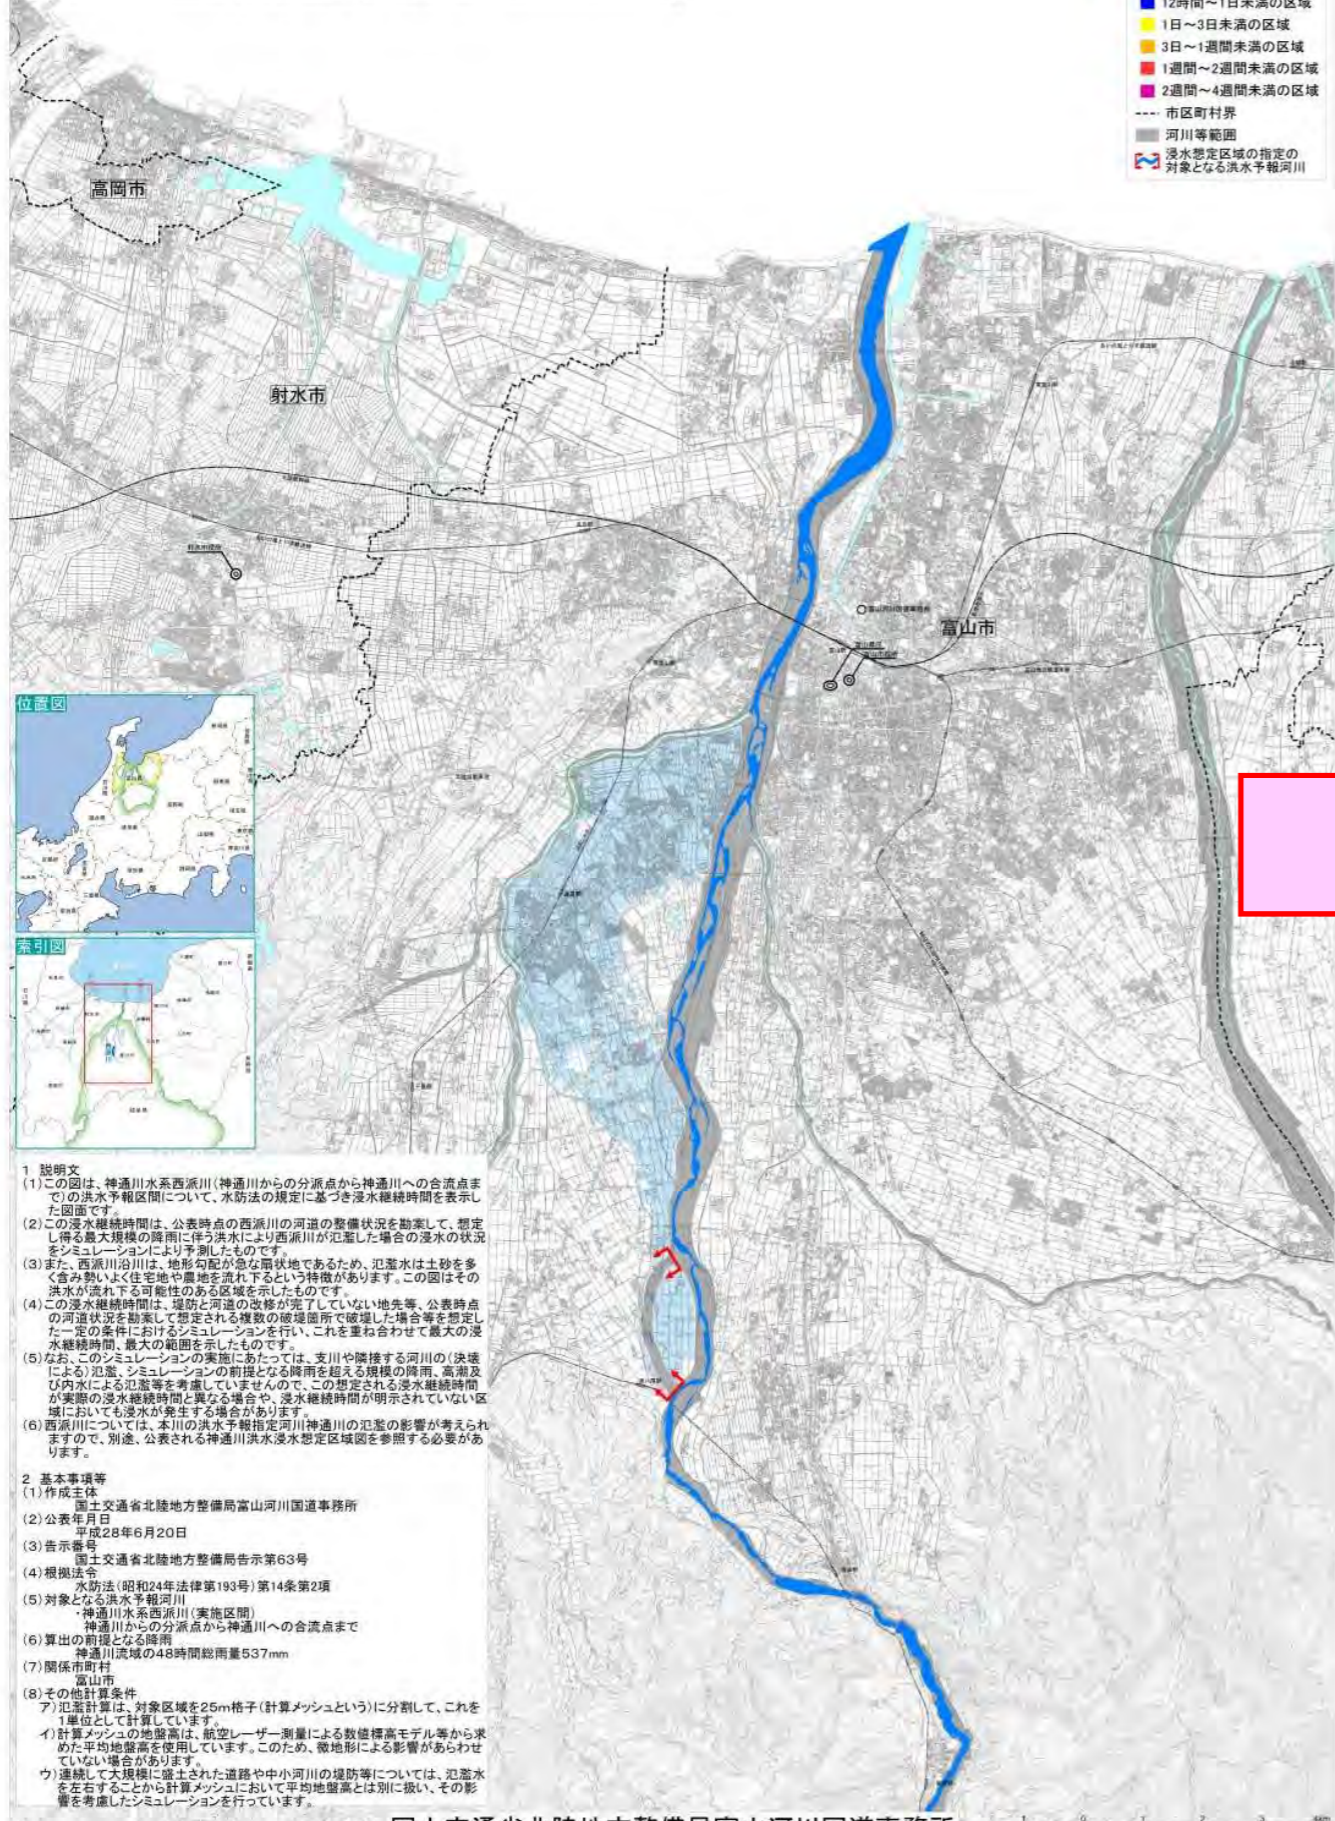 12時間～1日未満の区域
1日～3日未満の区域
3日～1週間未満の区域
1週間～2週間未満の区域
2週間～4週間未満の区域
市区町村界
河川等範囲
浸水想定区域の指定の
対象となる洪水予報河川
高岡市
射水市
富山市
位置図
索引図
1 説明文
(1)この図は、神通川水系西派川(神通川からの分派点から神通川への合流点ま
で)の洪水予報区間について、水防法の規定に基づき浸水継続時間を表示し
た図面です。
(2)この浸水継続時間は、公表時点の西派川の河道の整備状況を勘案して、想定
し得る最大規模の降雨に伴う洪水により西派川が氾濫した場合の浸水の状況
をシミュレーションにより予測したものです。
(3)また、西派川沿川は、地形勾配が急な扇状地であるため、氾濫水は土砂を多
く含み勢いよく住宅地や農地を流れ下るという特徴があります。この図はその
洪水が流れ下る可能性のある区域を示したものです。
(4)この浸水継続時間は、堤防と河道の改修が完了していない地先等、公表時点
の河道状況を勘案して想定される複数の破堤箇所で破堤した場合等を想定し
た一定の条件におけるシミュレーションを行い、これを重ね合わせて最大の浸
水継続時間、最大の範囲を示したものです。
(5)なお、このシミュレーションの実施にあたっては、支川や隣接する河川の(決壊
による)氾濫、シミュレーションの前提となる降雨を超える規模の降雨、高潮及
び内水による氾濫等を考慮していませんので、この想定される浸水継続時間
が実際の浸水継続時間と異なる場合や、浸水継続時間が明示されていない区
域においても浸水が発生する場合があります。
(6)西派川については、本川の洪水予報指定河川神通川の氾濫の影響が考えられ
ますので、別途、公表される神通川洪水浸水想定区域図を参照する必要があ
ります。
2 基本事項等
(1)作成主体
国土交通省北陸地方整備局富山河川国道事務所
(2)公表年月日
平成28年6月20日
(3)告示番号
国土交通省北陸地方整備局告示第63号
(4)根拠法令
水防法(昭和24年法律第193号)第14条第2項
(5)対象となる洪水予報河川
・神通川水系西派川(実施区間)
神通川からの分派点から神通川への合流点まで
(6)算出の前提となる降雨
神通川流域の48時間総雨量537mm
(7)関係市町村
富山市
(8)その他計算条件
ア)氾濫計算は、対象区域を25m格子(計算メッシュという)に分割して、これを
1単位として計算しています。
イ)計算メッシュの地盤高は、航空レーザー測量による数値標高モデル等から求
めた平均地盤高を使用しています。このため、微地形による影響があらわせ
ていない場合があります。
ウ)連続して大規模に盛土された道路や中小河川の堤防等については、氾濫水
を左右することから計算メッシュにおいて平均地盤高とは別に扱い、その影
響を考慮したシミュレーションを行っています。